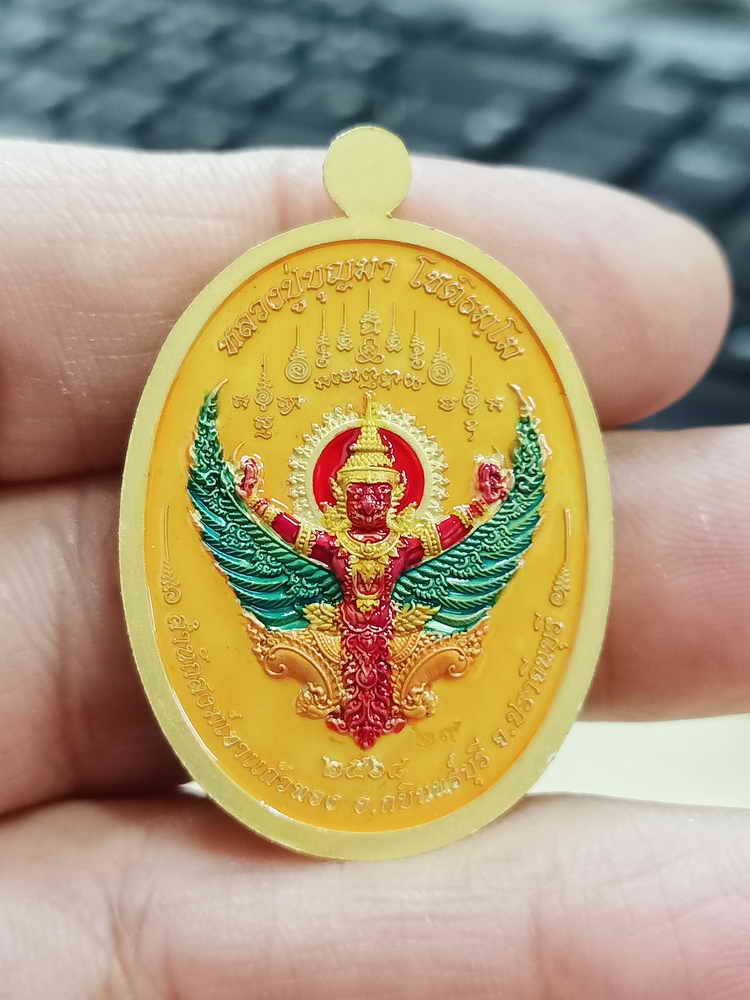 หลวงปู่บุญมา โชติธมฺโม
๒๙
๒๕๖๕
สำนักสงฆ์เขาแก้วทอง อ.กบินทร์บุรี จ.ปราจีนบุรี